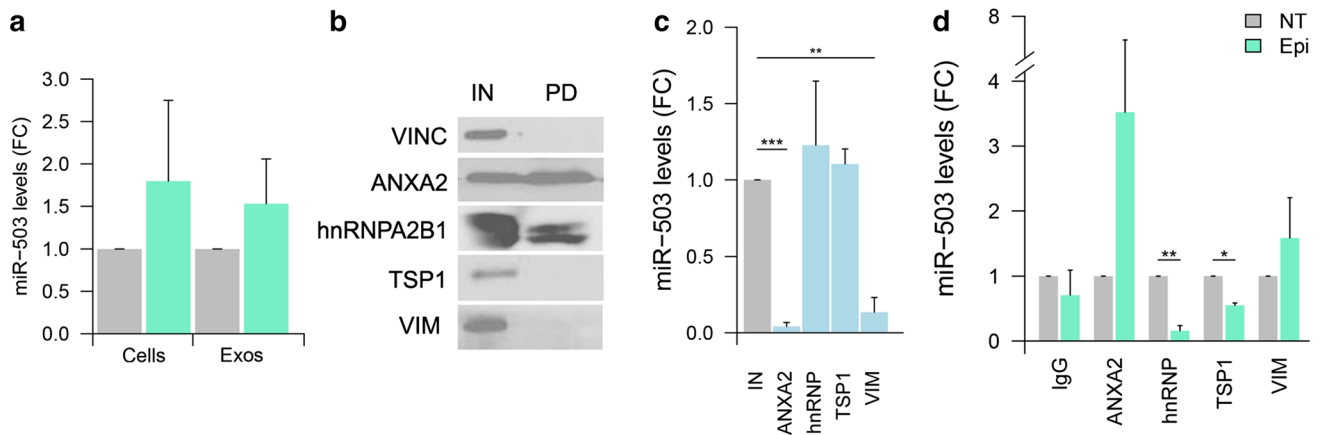 a
miR−503 levels (FC)
3.0
2.5
2.0
1.5
1.0
0.5
0.0
Cells Exos
b
IN PD
VINC
ANXA2
hnRNPA2B1
TSP1
VIM
c
miR−503 levels (FC)
2.0
1.5
1.0
0.5
0.0
**
***
IN
ANXA2
hnRNP
TSP1
VIM
d
miR−503 levels (FC)
8
4
3
2
1
0
NT
Epi
**
*
IgG
ANXA2
hnRNP
TSP1
VIM